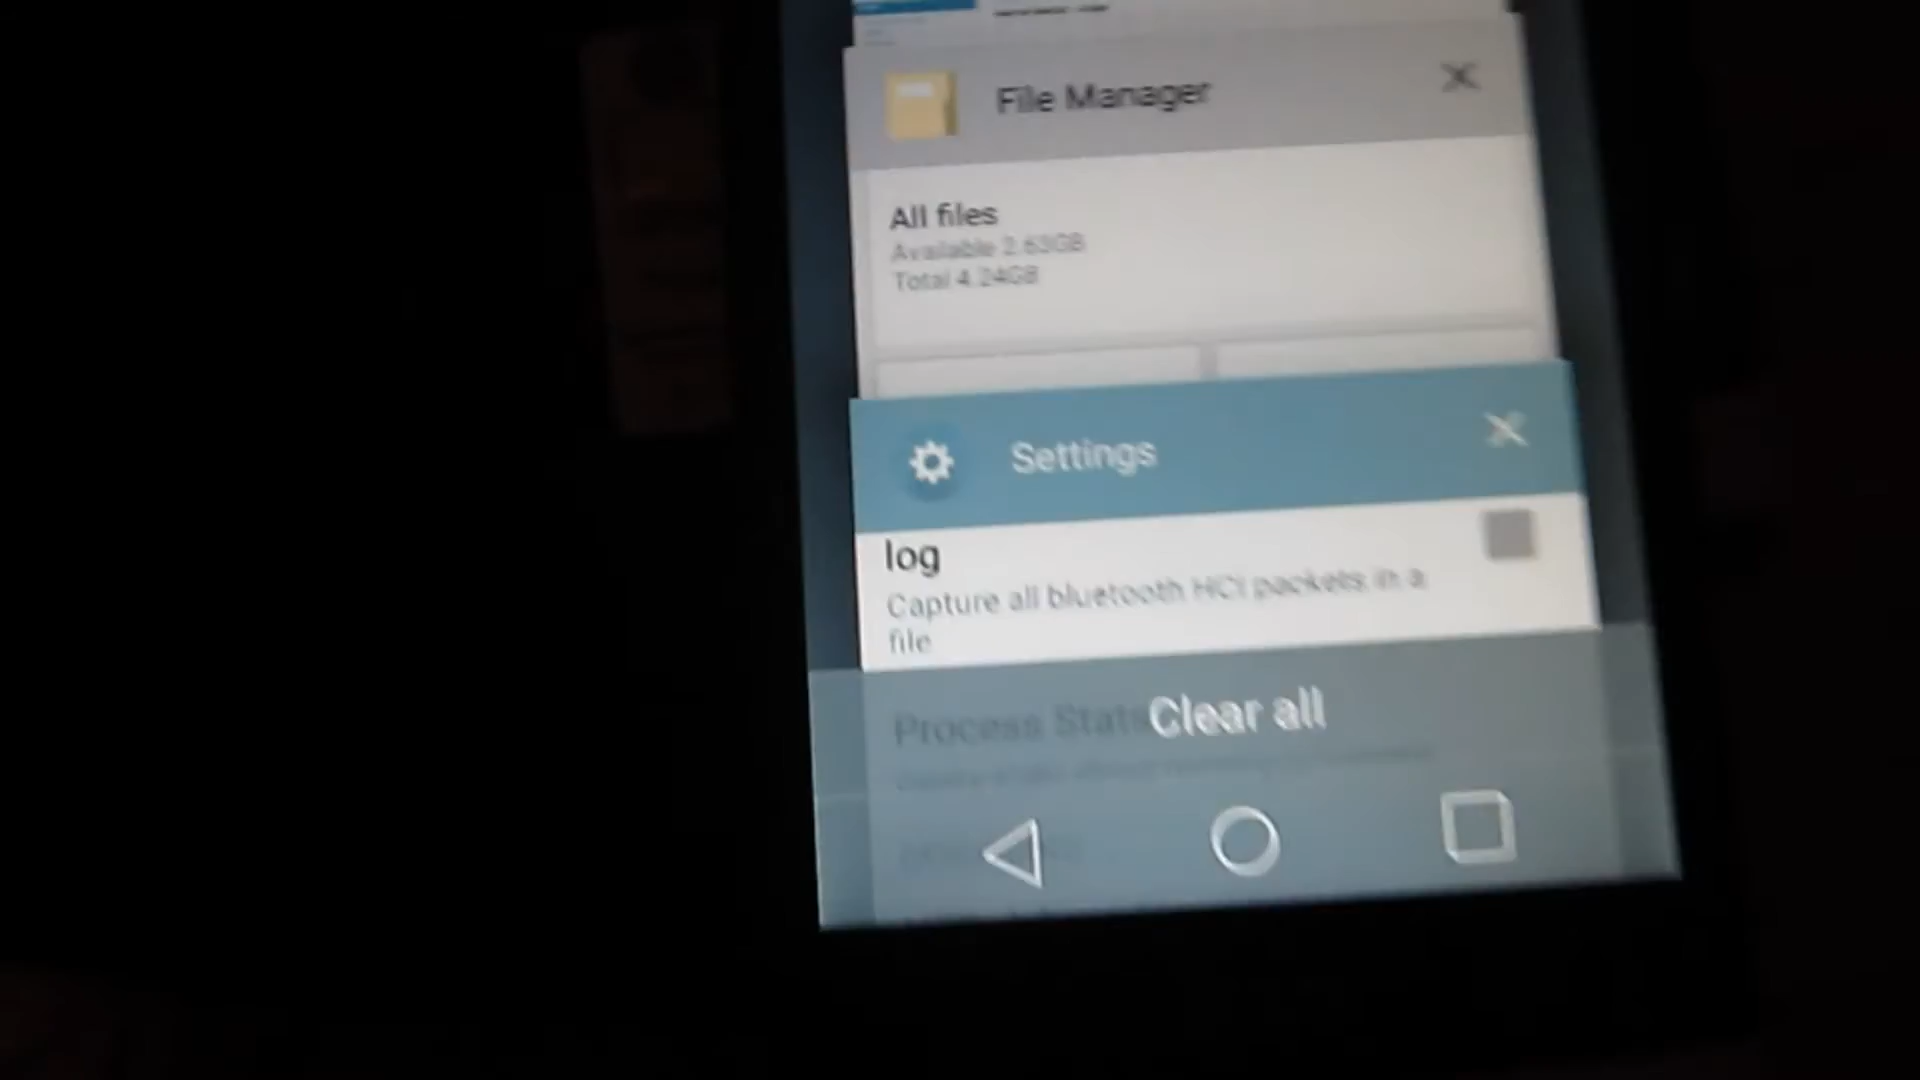 File Manager
All files
Available 2.63GB
Total 4.24GB
Settings
log
Capture all bluetooth HCI packets in a
file
Process Stats
Clear all